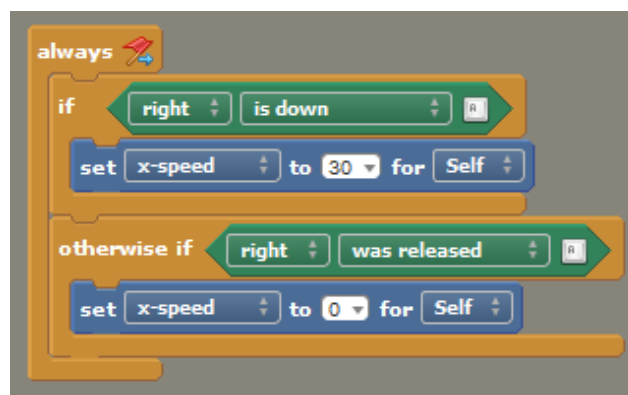 always
if right is down A
set x-speed to 30 for Self
otherwise if right was released A
set x-speed to 0 for Self